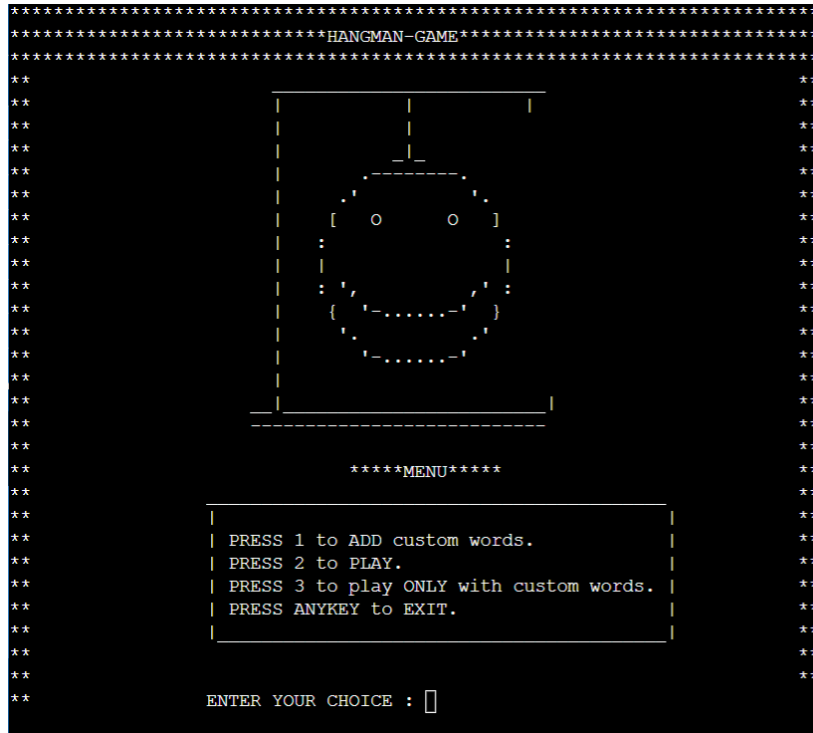 HANGMAN-GAME
*****MENU*****
PRESS 1 to ADD custom words.
PRESS 2 to PLAY.
PRESS 3 to play ONLY with custom words.
PRESS ANYKEY to EXIT.
ENTER YOUR CHOICE :